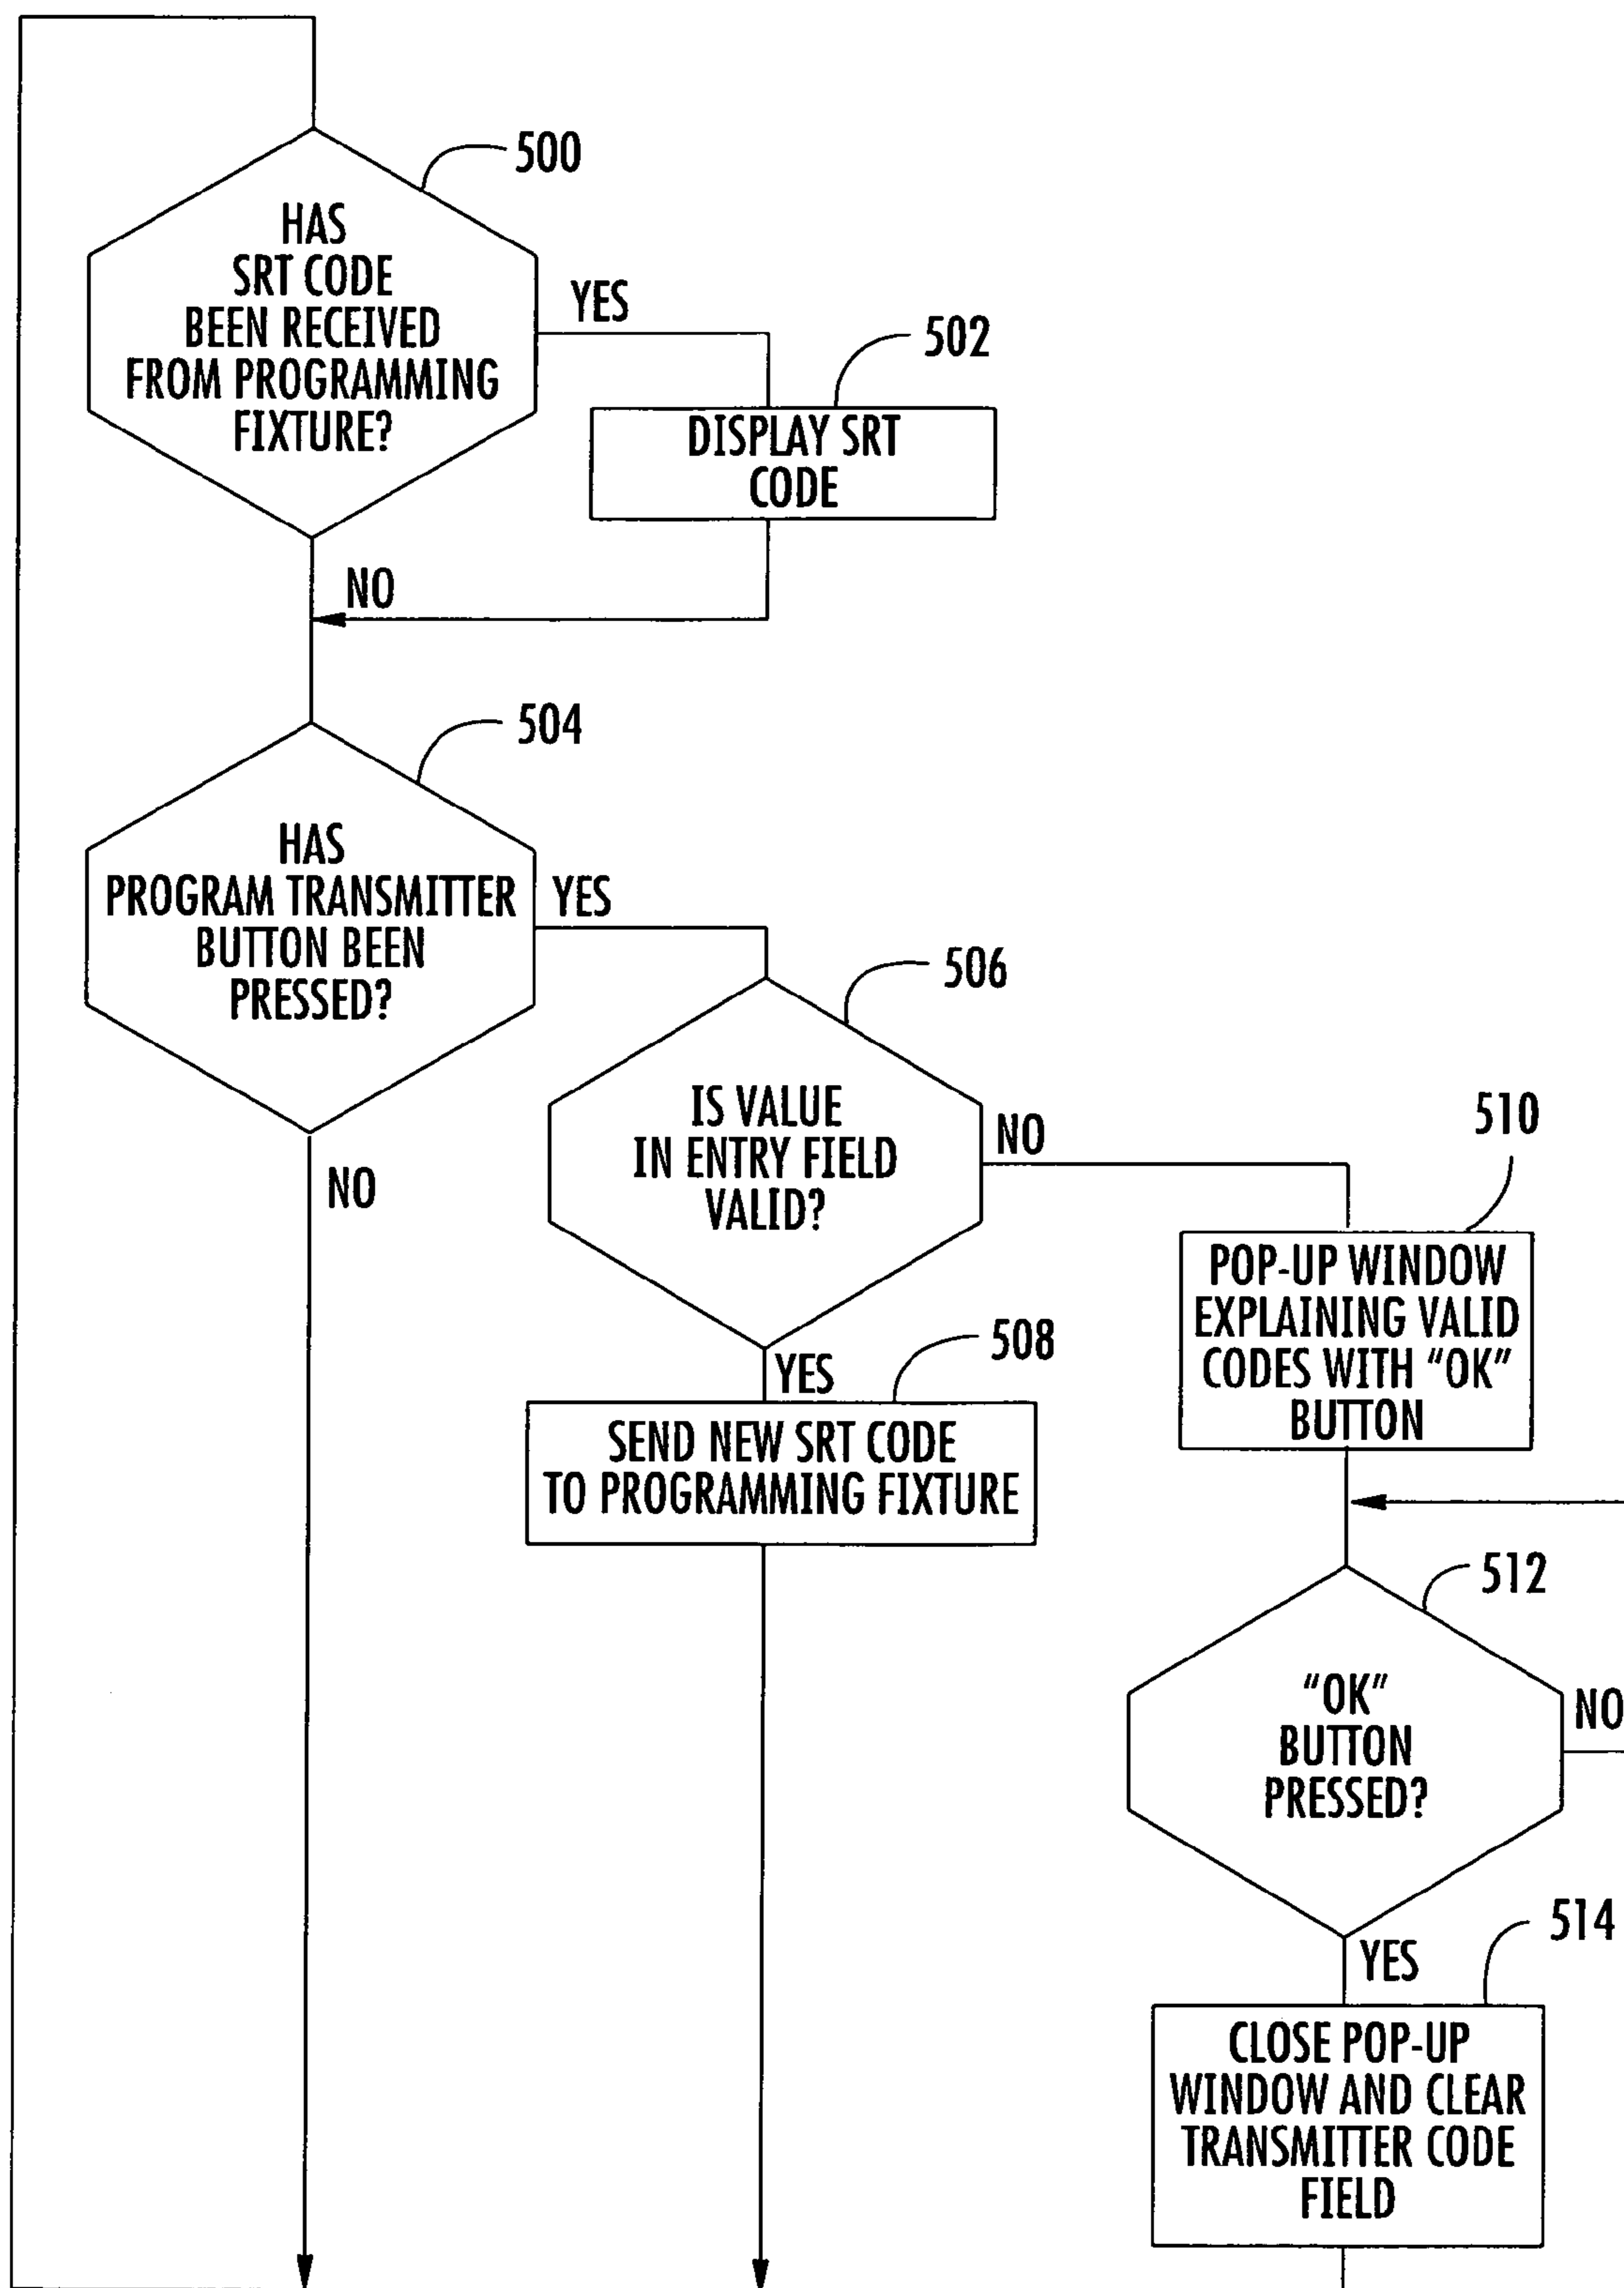 500
HAS
SRT CODE
BEEN RECEIVED
FROM PROGRAMMING
FIXTURE?
YES
502
DISPLAY SRT
CODE
NO
504
HAS
PROGRAM TRANSMITTER
BUTTON BEEN
PRESSED?
YES
506
IS VALUE
IN ENTRY FIELD
VALID?
NO
NO
510
POP-UP WINDOW
EXPLAINING VALID
CODES WITH “OK”
BUTTON
YES
508
SEND NEW SRT CODE
TO PROGRAMMING FIXTURE
512
“OK”
BUTTON
PRESSED?
NO
514
YES
CLOSE POP-UP
WINDOW AND CLEAR
TRANSMITTER CODE
FIELD